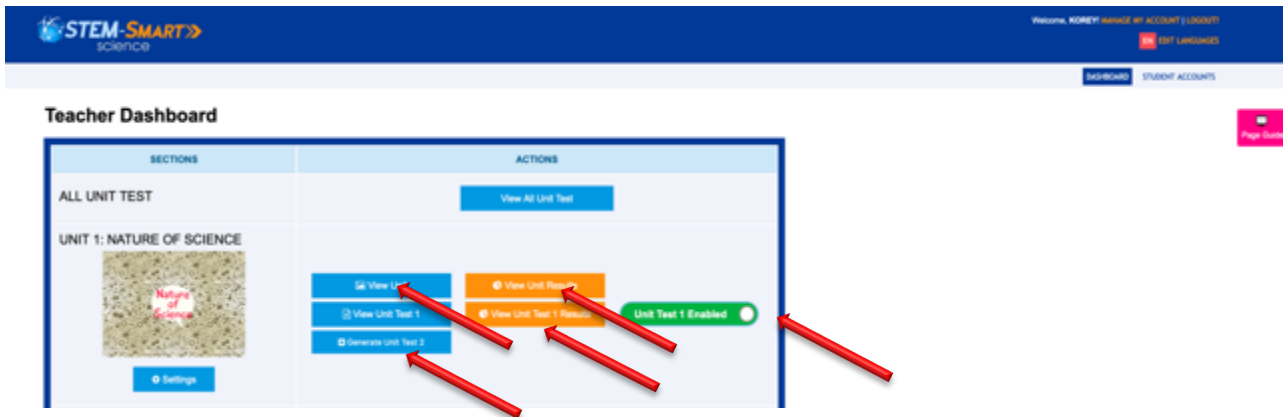 STEM-SMART
science
Welcome, KOREY! MANAGE MY ACCOUNT | LOGOUT!
EN EDIT LANGUAGES
DASHBOARD STUDENT ACCOUNTS
Page Guide
Teacher Dashboard
SECTIONS ACTIONS
ALL UNIT TEST View All Unit Test
UNIT 1: NATURE OF SCIENCE
Nature
of
Science
View View Unit Results
View Unit Test 1 View Unit Test 1 Results Unit Test 1 Enabled
Generate Unit Test 2
Settings